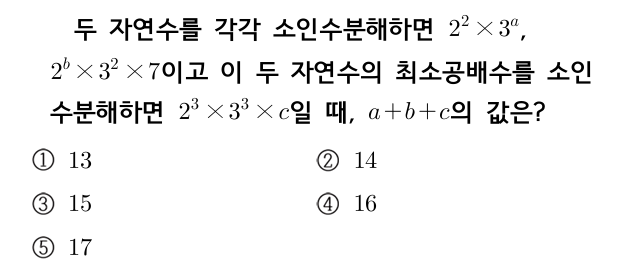 두 자연수를 각각 소인수분해하면 $2^2 \times 3^a$,
$2^b \times 3^2 \times 7$이고 이 두 자연수의 최소공배수를 소인
수분해하면 $2^3 \times 3^3 \times c$일 때, $a+b+c$의 값은?
① 13 ② 14
③ 15 ④ 16
⑤ 17